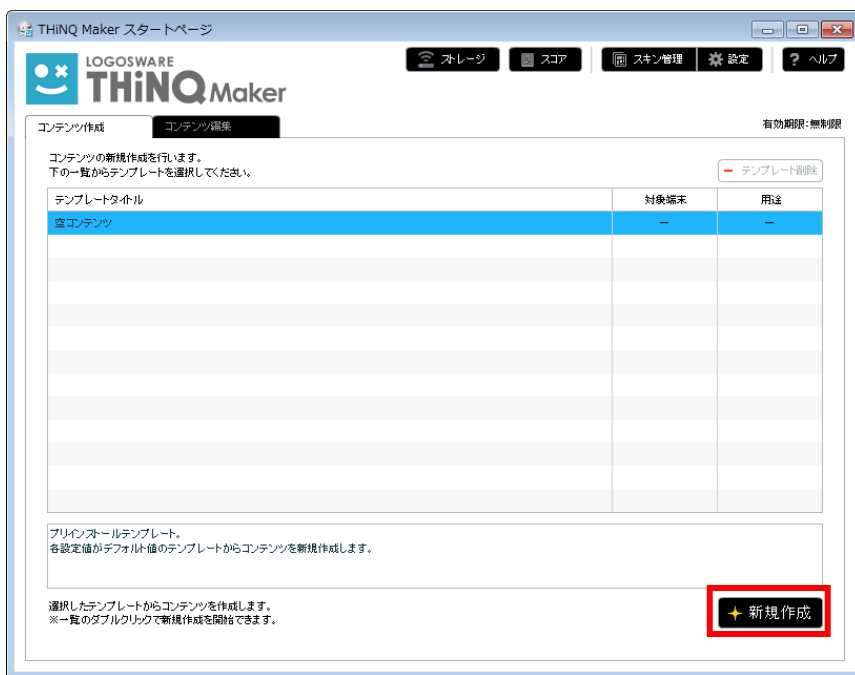 THiNQ Maker スタートページ
LOGOSWARE
THiNQ Maker
ストレージ
スコア
スキン管理
設定
? ヘルプ
コンテンツ作成
コンテンツ編集
有効期限:無制限
コンテンツの新規作成を行います。
下の一覧からテンプレートを選択してください。
テンプレート削除
テンプレートタイトル 対象端末 用途
空コンテンツ ー ー
プリインストールテンプレート。
各設定値がデフォルト値のテンプレートからコンテンツを新規作成します。
選択したテンプレートからコンテンツを作成します。
※一覧のダブルクリックで新規作成を開始できます。
新規作成